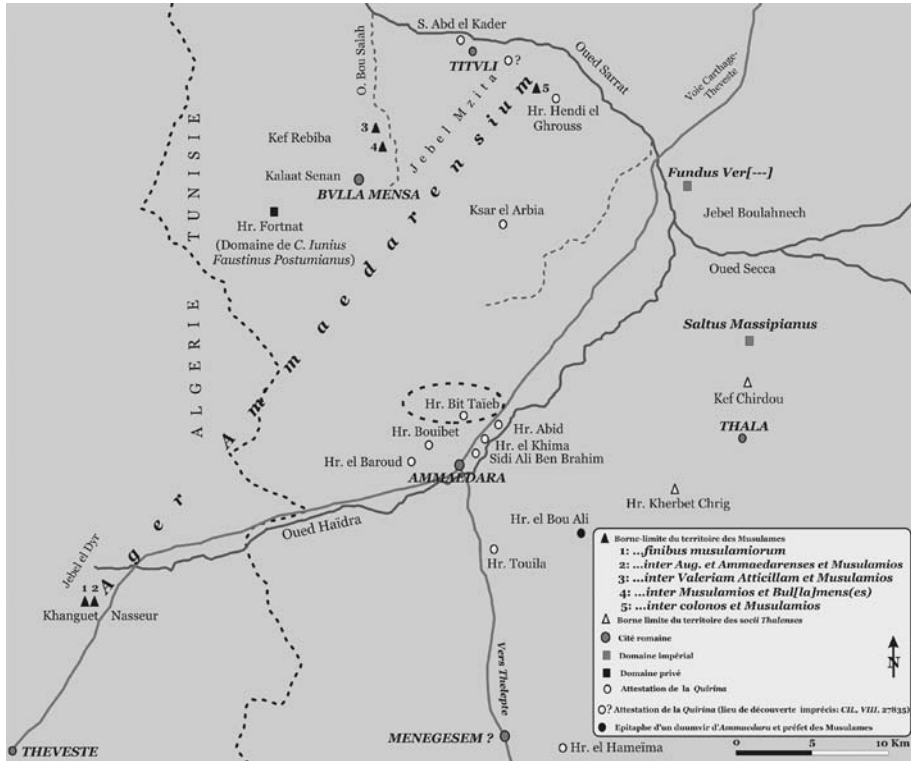 S. Abd el Kader
TITVLI
?
O. Bou Salah
Oued Sarrat
Voie Carthage-
Theveste
5
Hr. Hendi el
Ghrouss
Jebel Mzita
3
Kef Rebiba
4
Kalaat Senan
BVLLA MENSA
Fundus Ver[---]
Jebel Boulahnech
Ksar el Arbia
Hr. Fortnat
(Domaine de C. Iunius
Faustinus Postumianus)
Oued Secca
ALGERIE TUNISIE
Ager Ammaedarensium
Saltus Massipianus
Kef Chirdou
THALA
Hr. Bit Taïeb
Hr. Abid
Hr. Bouibet
Hr. el Khima
Sidi Ali Ben Brahim
Hr. el Baroud
AMMAEDARA
Hr. Kherbet Chrig
Oued Haïdra
Hr. el Bou Ali
Hr. Touila
Jebel el Dyr
1 2
Khanguet Nasseur
Vers Thelepte
THEVESTE
MENEGESEM ?
Hr. el Hameïma
Borne-limite du territoire des Musulames
1: ...finibus musulamiorum
2: ...inter Aug. et Ammaedarenses et Musulamios
3: ...inter Valeriam Atticillam et Musulamios
4: ...inter Musulamios et Bul[la]mens(es)
5: ...inter colonos et Musulamios
Borne limite du territoire des socii Thalenses
Cité romaine
Domaine impérial
Domaine privé
Attestation de la Quirina
? Attestation de la Quirina (lieu de découverte imprécis: CIL, VIII, 27835)
Epitaphe d'un duumvir d'Ammaedara et préfet des Musulames
N
0 5 10 Km